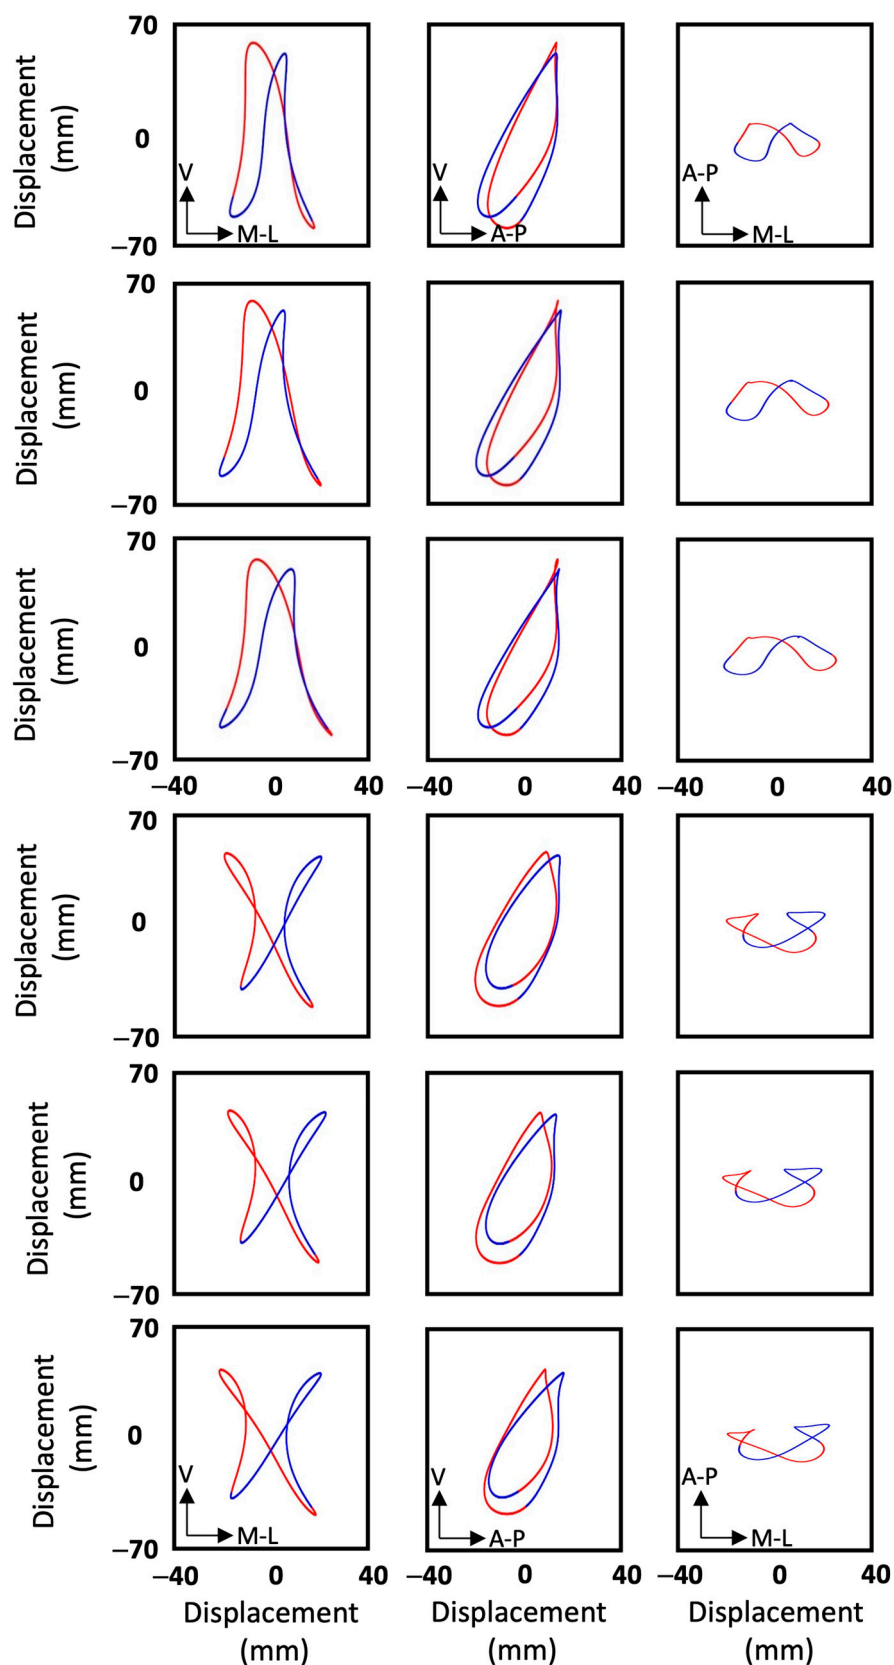 70
Displacement
(mm)
0
−70
V
M-L
V
A-P
A-P
M-L
70
Displacement
(mm)
0
−70
70
Displacement
(mm)
0
−70
−40 0 40
−40 0 40
−40 0 40
70
Displacement
(mm)
0
−70
70
Displacement
(mm)
0
−70
70
Displacement
(mm)
0
−70
V
M-L
V
A-P
A-P
M-L
−40 0 40
−40 0 40
−40 0 40
Displacement
(mm)
Displacement
(mm)
Displacement
(mm)